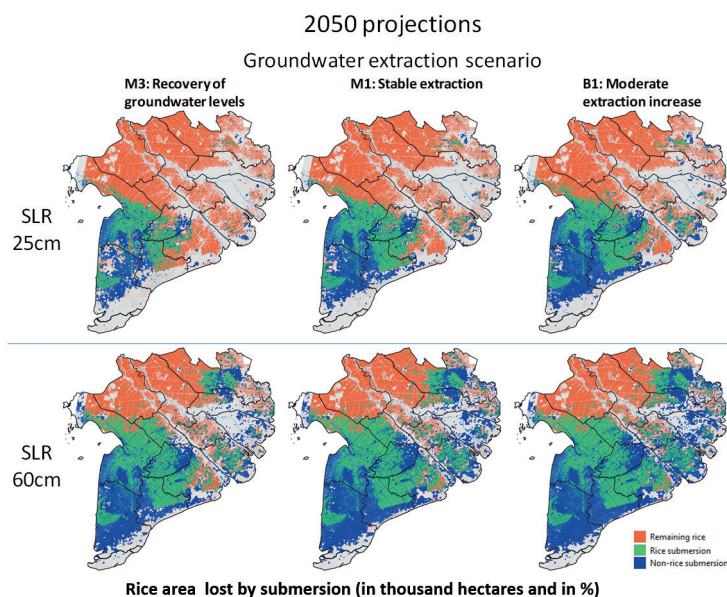 2050 projections
Groundwater extraction scenario
M3: Recovery of
groundwater levels
M1: Stable extraction
B1: Moderate
extraction increase
SLR
25cm
SLR
60cm
Remaining rice
Rice submersion
Non-rice submersion
Rice area lost by submersion (in thousand hectares and in %)